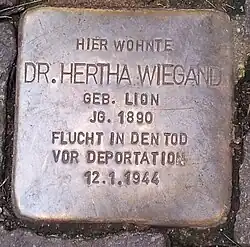 HIER WOHNTE
DR. HERTHA WIEGAND
GEB. LION
JG. 1890
FLUCHT IN DEN TOD
VOR DEPORTATION
12.1.1944